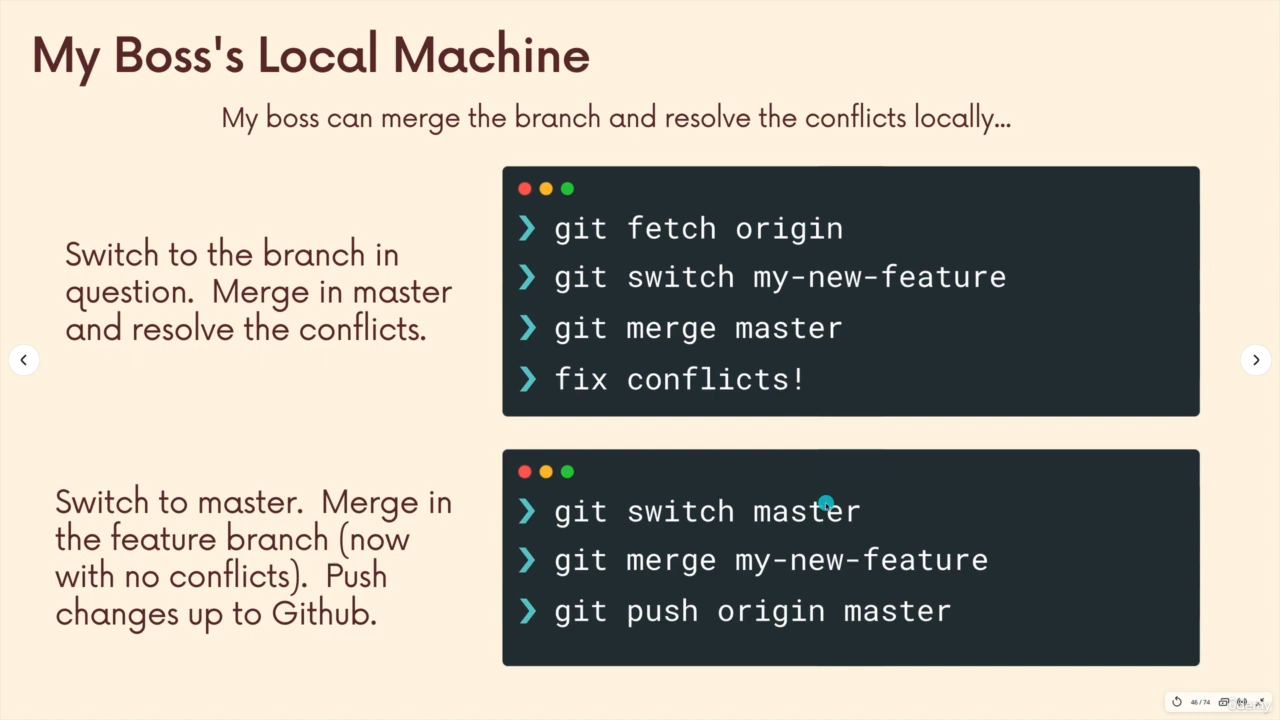 My Boss's Local Machine
My boss can merge the branch and resolve the conflicts locally...
Switch to the branch in
question.  Merge in master
and resolve the conflicts.
❯ git fetch origin
❯ git switch my-new-feature
❯ git merge master
❯ fix conflicts!
Switch to master.  Merge in
the feature branch (now
with no conflicts).  Push
changes up to Github.
❯ git switch master
❯ git merge my-new-feature
❯ git push origin master
46 / 74
Udemy